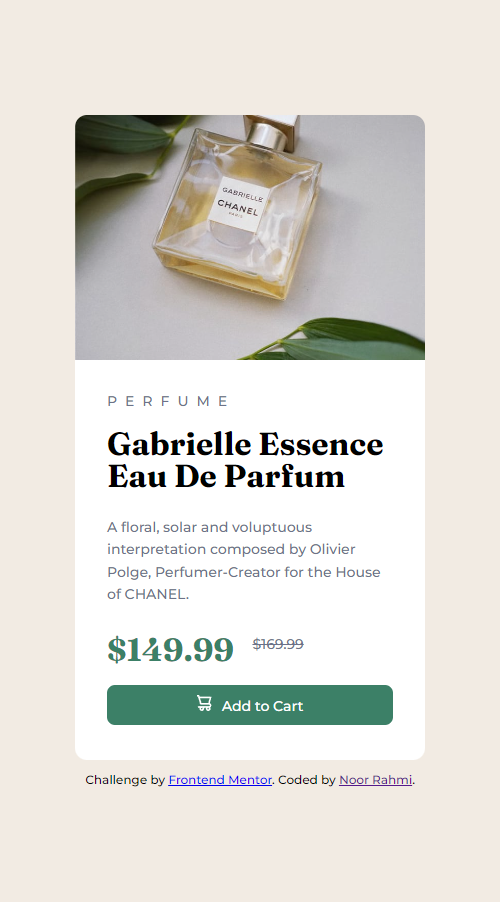 GABRIELLE
CHANEL
PARIS
PERFUME
Gabrielle Essence
Eau De Parfum
A floral, solar and voluptuous
interpretation composed by Olivier
Polge, Perfumer-Creator for the House
of CHANEL.
$149.99 $169.99
Add to Cart
Challenge by Frontend Mentor. Coded by Noor Rahmi.